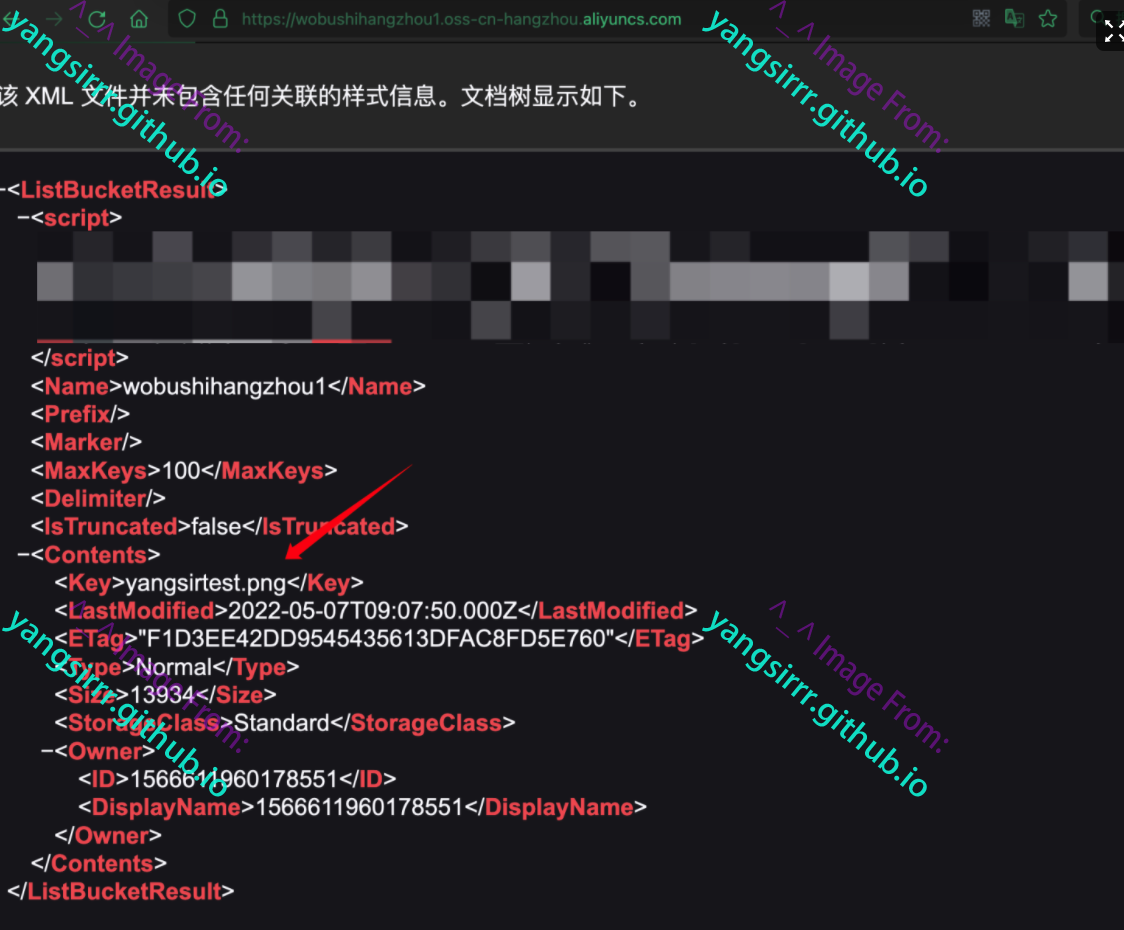 https://wobushihangzhou1.oss-cn-hangzhou.aliyuncs.com
^_^ Image From:
yangsirrr.github.io
^_^ Image From:
yangsirrr.github.io
该 XML 文件并未包含任何关联的样式信息。文档树显示如下。
−<ListBucketResult>
−<script>
</script>
<Name>wobushihangzhou1</Name>
<Prefix/>
<Marker/>
<MaxKeys>100</MaxKeys>
<Delimiter/>
<IsTruncated>false</IsTruncated>
−<Contents>
<Key>yangsirtest.png</Key>
<LastModified>2022-05-07T09:07:50.000Z</LastModified>
<ETag>"F1D3EE42DD9545435613DFAC8FD5E760"</ETag>
<Type>Normal</Type>
<Size>13934</Size>
<StorageClass>Standard</StorageClass>
−<Owner>
<ID>1566611960178551</ID>
<DisplayName>1566611960178551</DisplayName>
</Owner>
</Contents>
</ListBucketResult>
^_^ Image From:
yangsirrr.github.io
^_^ Image From:
yangsirrr.github.io